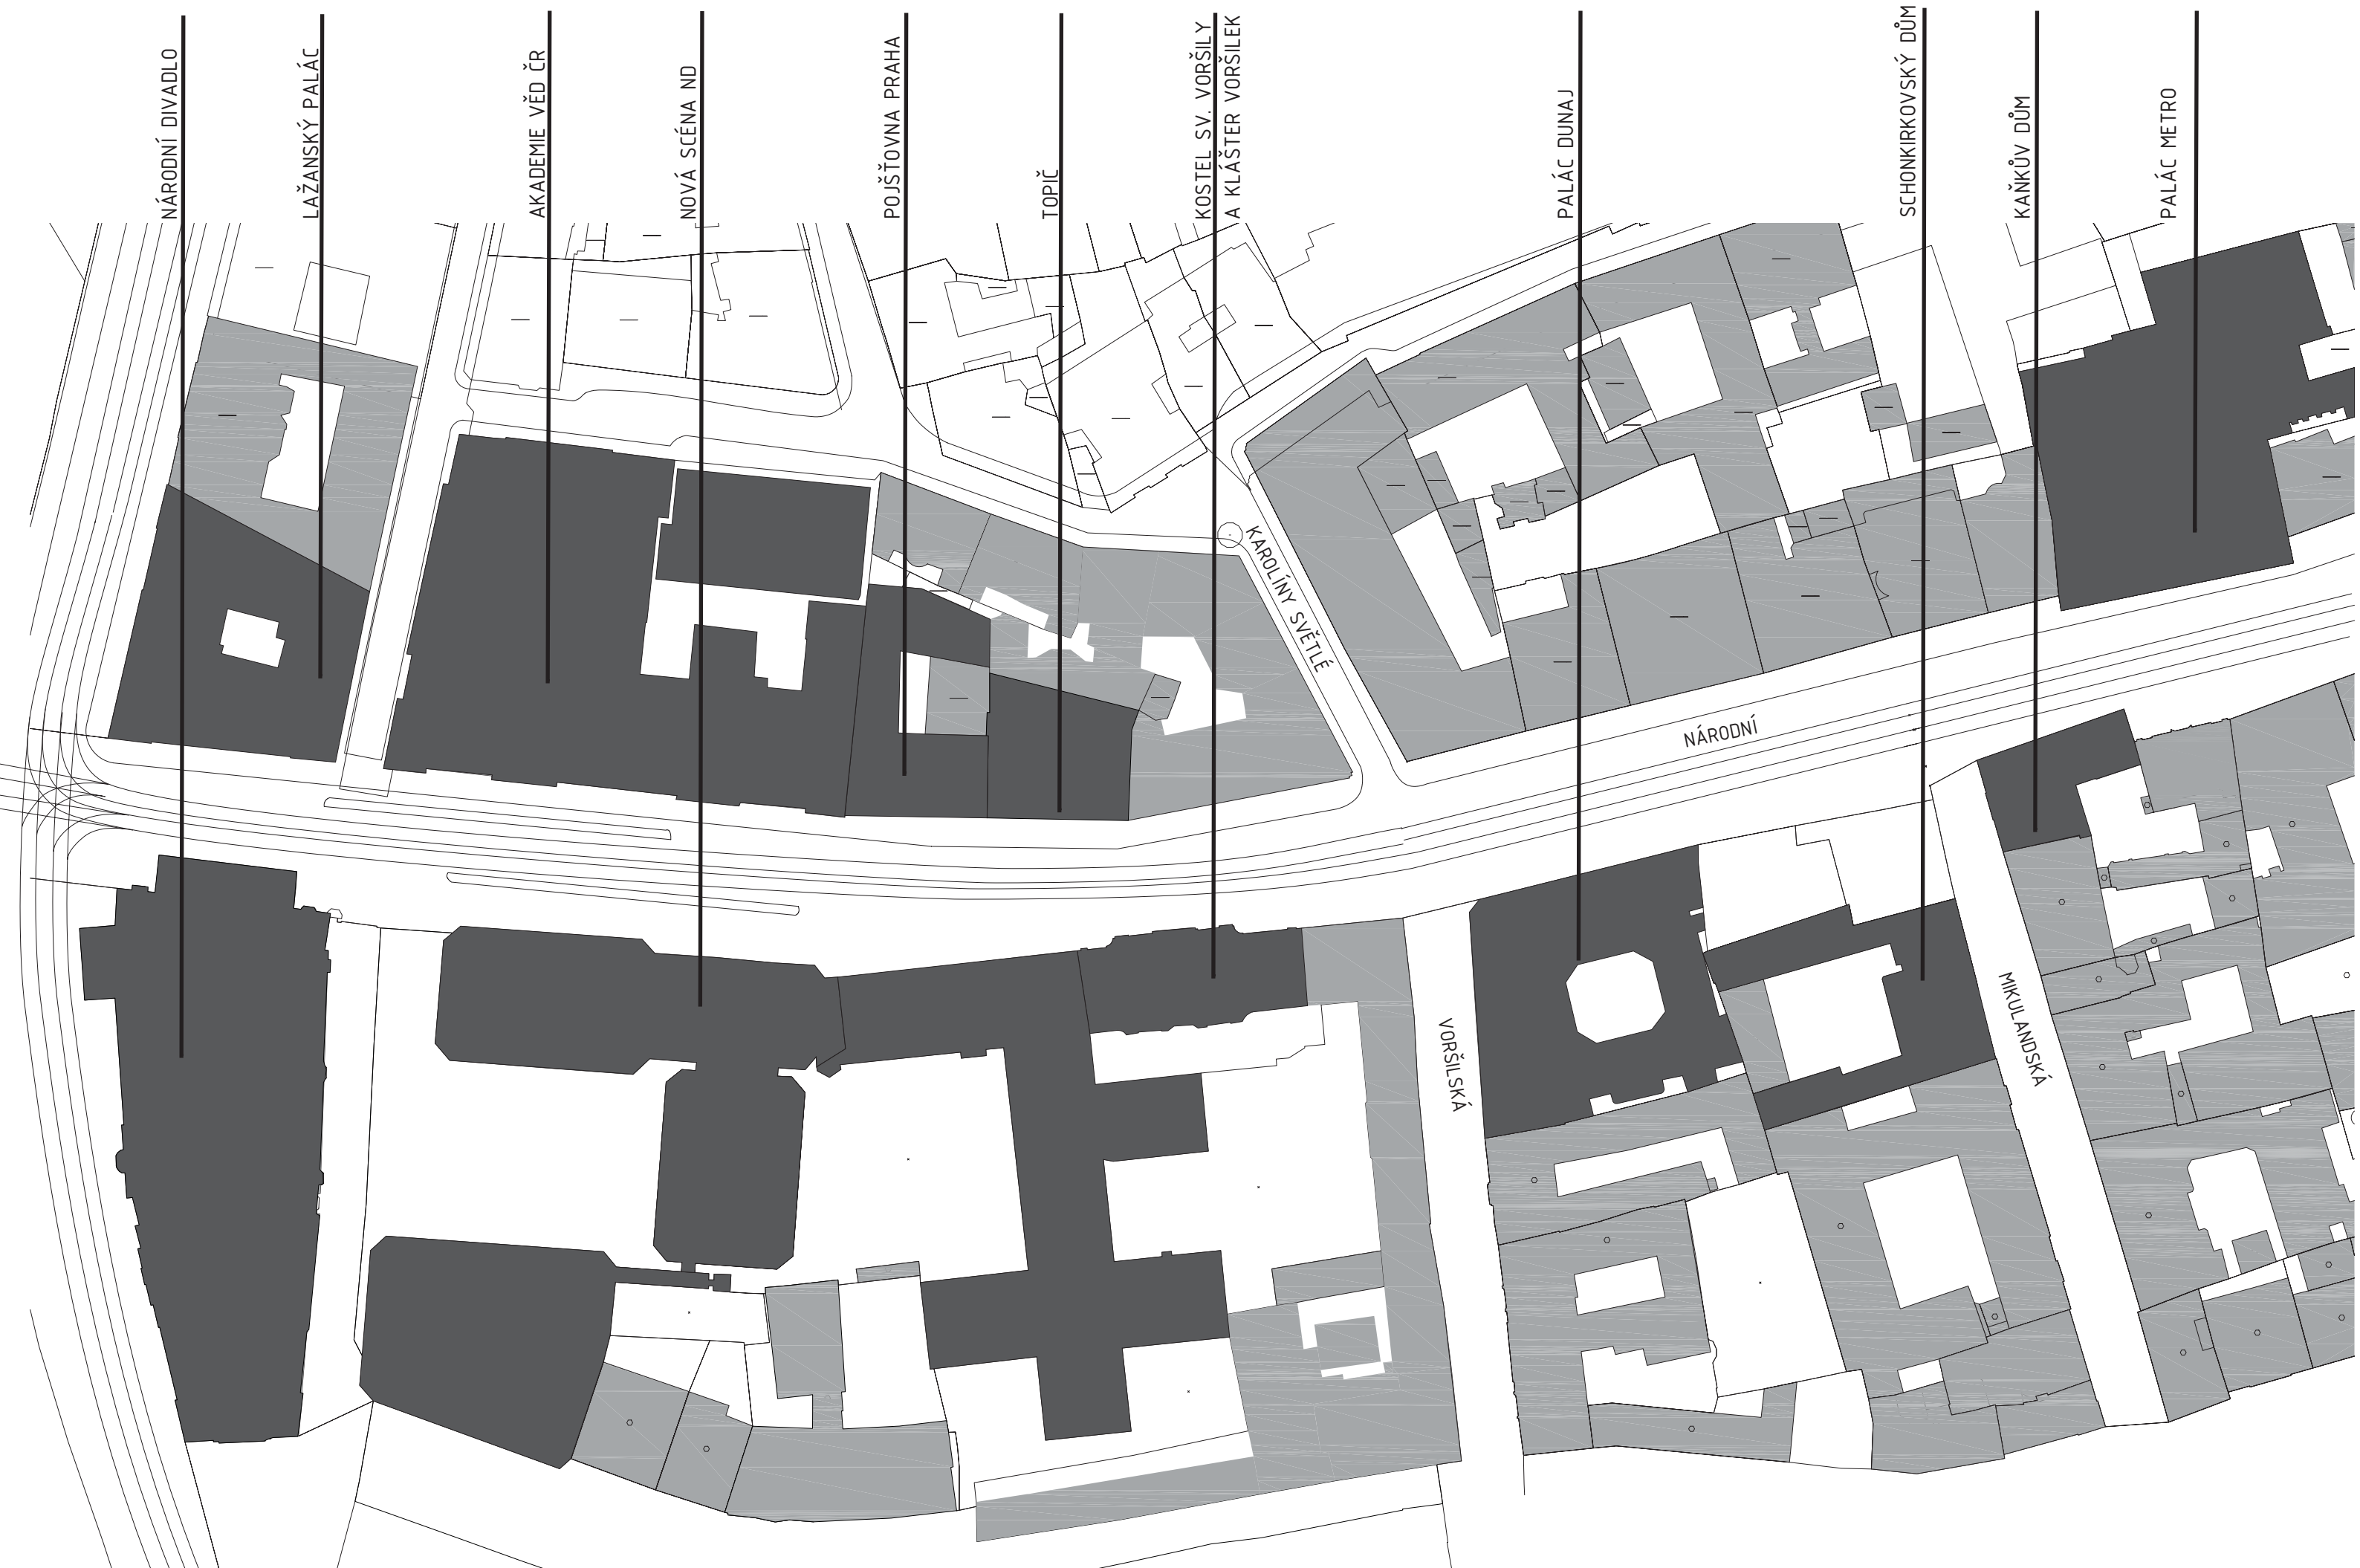 NÁRODNÍ DIVADLO
LAŽANSKÝ PALÁC
AKADEMIE VĚD ČR
NOVÁ SCÉNA ND
POJŠŤOVNA PRAHA
TOPIČ
KOSTEL SV. VORŠILY
A KLÁŠTER VORŠILEK
PALÁC DUNAJ
SCHONKIRKOVSKÝ DŮM
KAŇKŮV DŮM
PALÁC METRO
KAROLÍNY SVĚTLÉ
NÁRODNÍ
VORŠILSKÁ
MIKULANDSKÁ